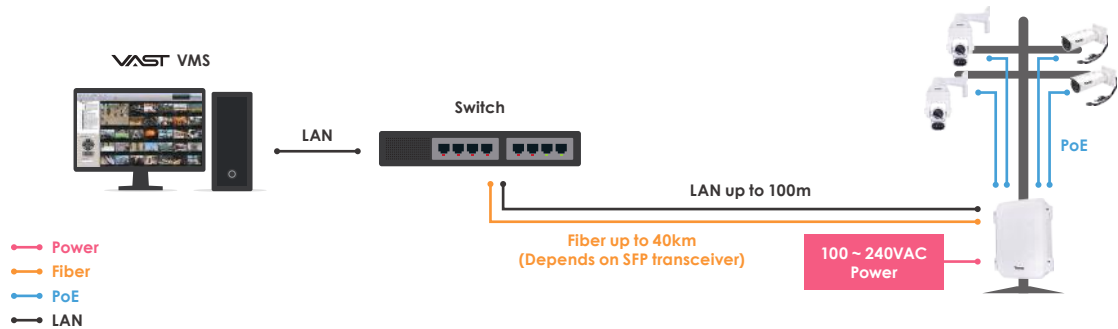 VAST VMS
Switch
LAN
PoE
LAN up to 100m
Fiber up to 40km
(Depends on SFP transceiver)
100 ~ 240VAC
Power
Power
Fiber
PoE
LAN